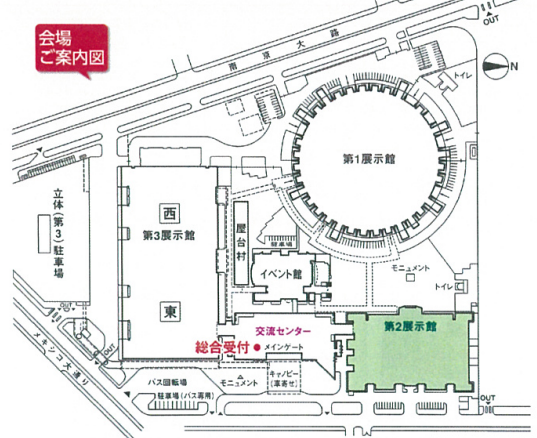 会場
ご案内図
OUT
南京大路
トイレ
N
第1展示館
立体(第3)駐車場
西
第3展示館
東
屋台村
駐車場
イベント館
モニュメント
トイレ
OUT
メキシコ大通り
OUT
交流センター
総合受付
メインゲート
第2展示館
バス回転場
駐車場(バス専用)
モニュメント
キャノピー
(車寄せ)
OUT